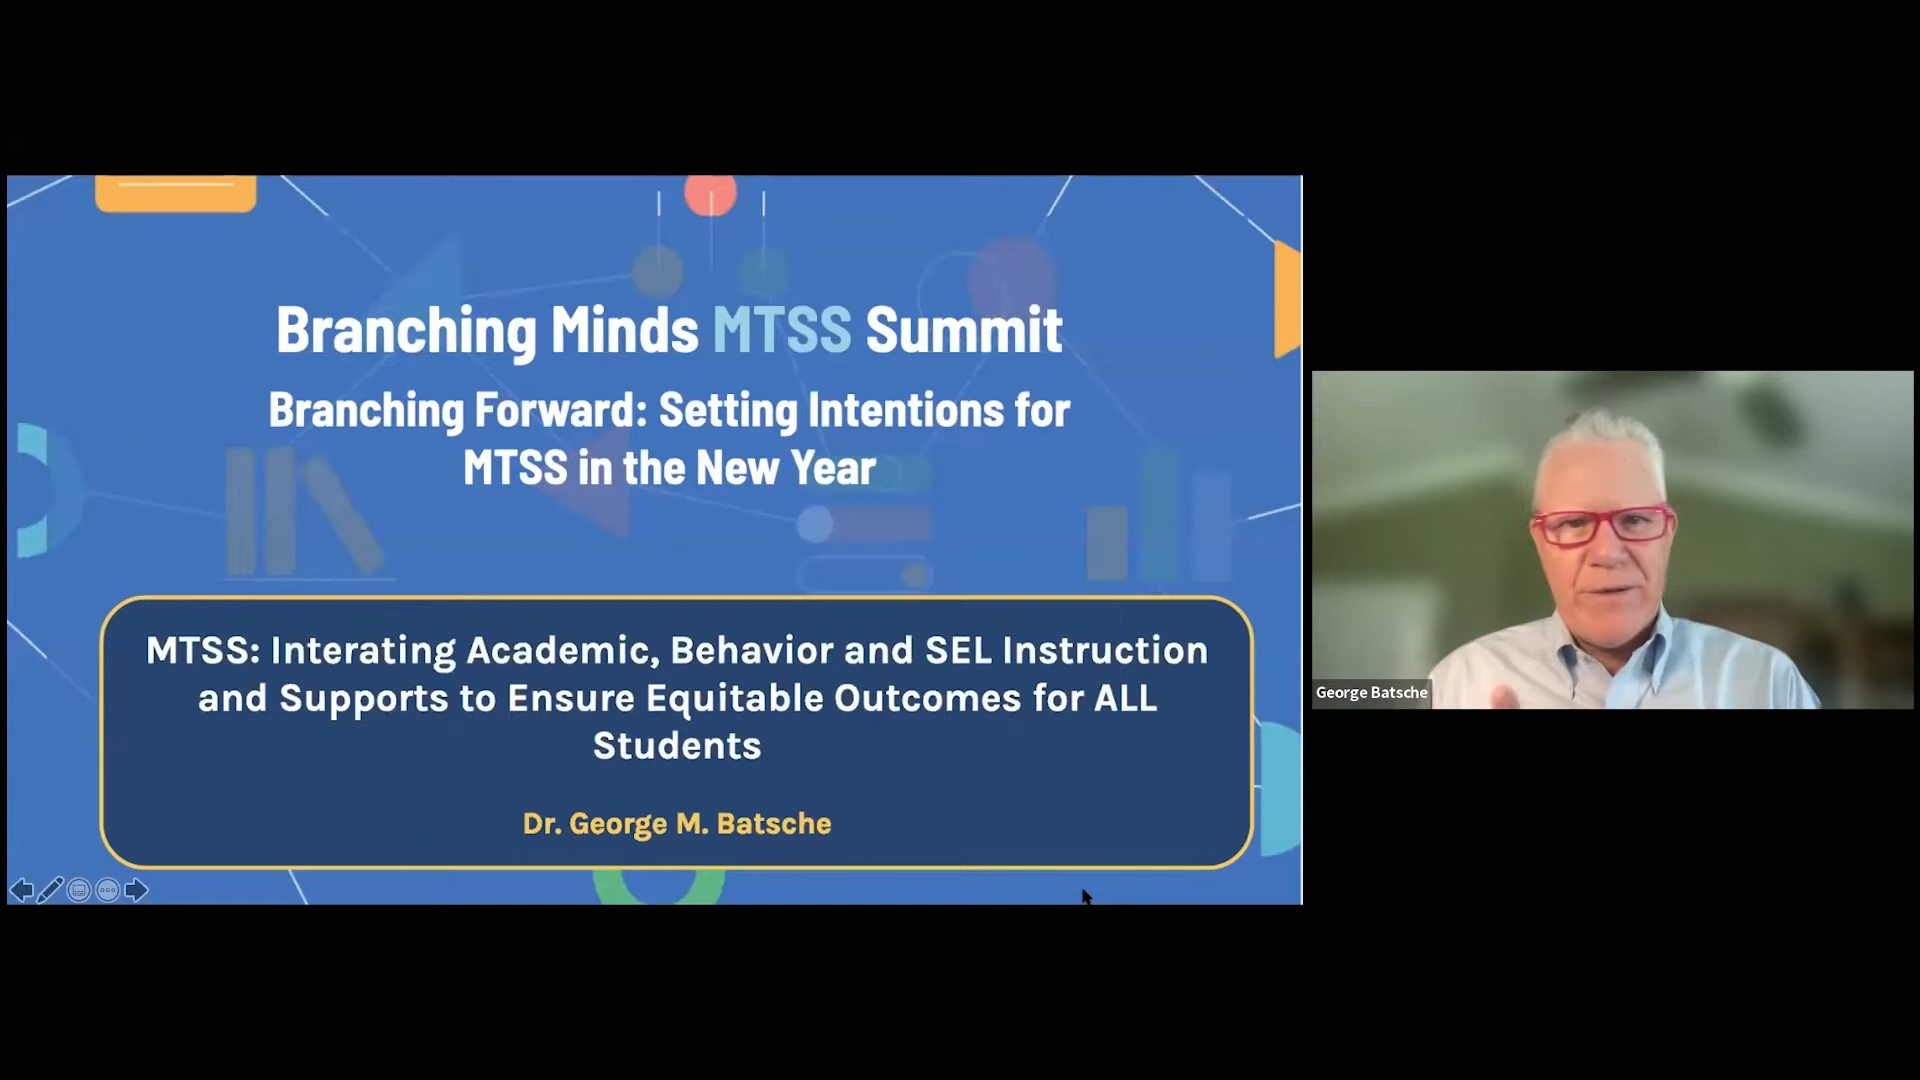 Branching Minds MTSS Summit
Branching Forward: Setting Intentions for
MTSS in the New Year
MTSS: Interating Academic, Behavior and SEL Instruction
and Supports to Ensure Equitable Outcomes for ALL
Students
Dr. George M. Batsche
George Batsche